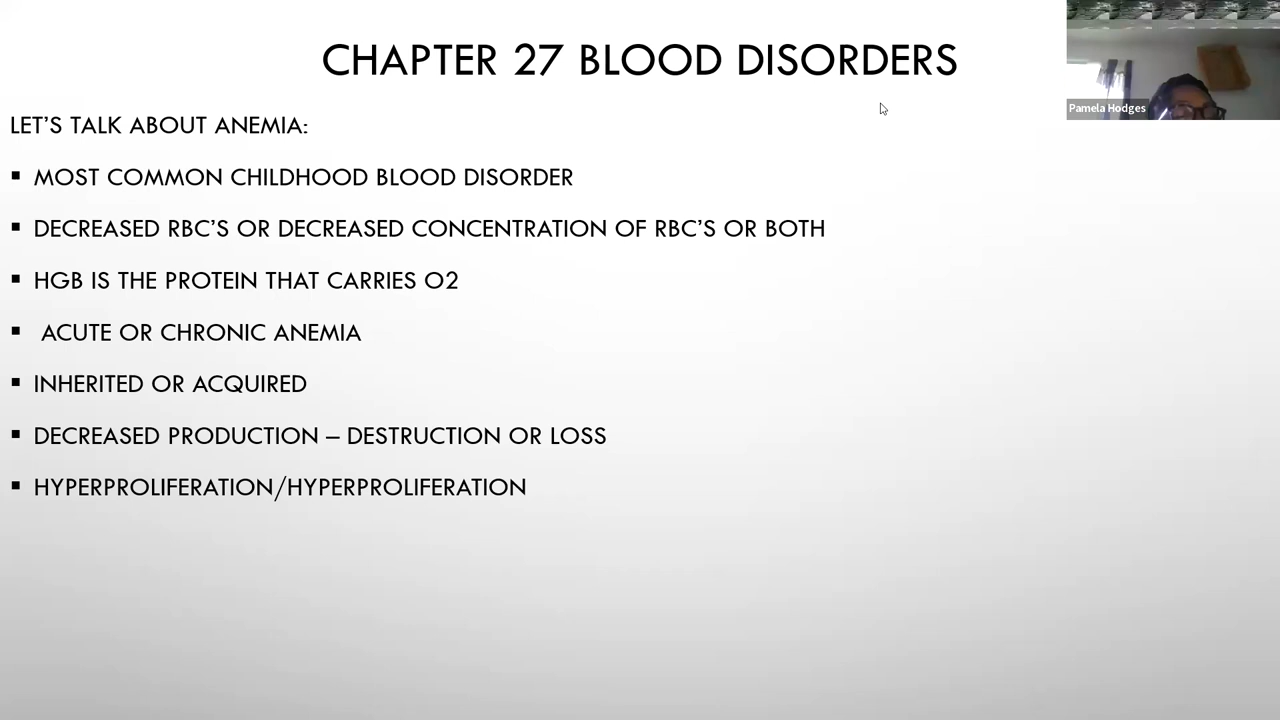 CHAPTER 27 BLOOD DISORDERS
Pamela Hodges
LET'S TALK ABOUT ANEMIA:
▪ MOST COMMON CHILDHOOD BLOOD DISORDER
▪ DECREASED RBC'S OR DECREASED CONCENTRATION OF RBC'S OR BOTH
▪ HGB IS THE PROTEIN THAT CARRIES O2
▪ ACUTE OR CHRONIC ANEMIA
▪ INHERITED OR ACQUIRED
▪ DECREASED PRODUCTION – DESTRUCTION OR LOSS
▪ HYPERPROLIFERATION/HYPERPROLIFERATION